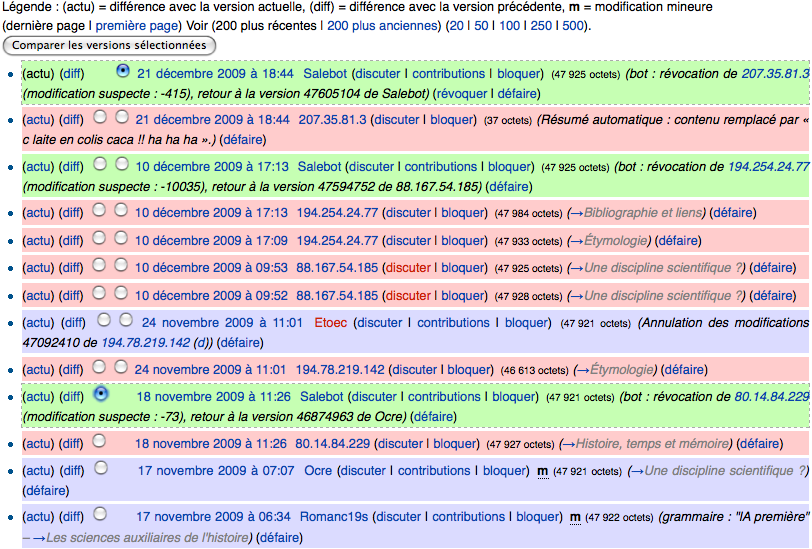 Légende : (actu) = différence avec la version actuelle, (diff) = différence avec la version précédente, m = modification mineure
(dernière page | première page) Voir (200 plus récentes | 200 plus anciennes) (20 | 50 | 100 | 250 | 500).
Comparer les versions sélectionnées
(actu) (diff) 21 décembre 2009 à 18:44 Salebot (discuter | contributions | bloquer) (47 925 octets) (bot : révocation de 207.35.81.3
(modification suspecte : -415), retour à la version 47605104 de Salebot) (révoquer | défaire)
(actu) (diff) 21 décembre 2009 à 18:44 207.35.81.3 (discuter | bloquer) (37 octets) (Résumé automatique : contenu remplacé par «
c laite en colis caca !! ha ha ha ».) (défaire)
(actu) (diff) 10 décembre 2009 à 17:13 Salebot (discuter | contributions | bloquer) (47 925 octets) (bot : révocation de 194.254.24.77
(modification suspecte : -10035), retour à la version 47594752 de 88.167.54.185) (défaire)
(actu) (diff) 10 décembre 2009 à 17:13 194.254.24.77 (discuter | bloquer) (47 984 octets) (→Bibliographie et liens) (défaire)
(actu) (diff) 10 décembre 2009 à 17:09 194.254.24.77 (discuter | bloquer) (47 933 octets) (→Étymologie) (défaire)
(actu) (diff) 10 décembre 2009 à 09:53 88.167.54.185 (discuter | bloquer) (47 925 octets) (→Une discipline scientifique ?) (défaire)
(actu) (diff) 10 décembre 2009 à 09:52 88.167.54.185 (discuter | bloquer) (47 928 octets) (→Une discipline scientifique ?) (défaire)
(actu) (diff) 24 novembre 2009 à 11:01 Etoec (discuter | contributions | bloquer) (47 921 octets) (Annulation des modifications
47092410 de 194.78.219.142 (d)) (défaire)
(actu) (diff) 24 novembre 2009 à 11:01 194.78.219.142 (discuter | bloquer) (46 613 octets) (→Étymologie) (défaire)
(actu) (diff) 18 novembre 2009 à 11:26 Salebot (discuter | contributions | bloquer) (47 921 octets) (bot : révocation de 80.14.84.229
(modification suspecte : -73), retour à la version 46874963 de Ocre) (défaire)
(actu) (diff) 18 novembre 2009 à 11:26 80.14.84.229 (discuter | bloquer) (47 927 octets) (→Histoire, temps et mémoire) (défaire)
(actu) (diff) 17 novembre 2009 à 07:07 Ocre (discuter | contributions | bloquer) m (47 921 octets) (→Une discipline scientifique ?)
(défaire)
(actu) (diff) 17 novembre 2009 à 06:34 Romanc19s (discuter | contributions | bloquer) m (47 922 octets) (grammaire : "lA première"
– →Les sciences auxiliaires de l'histoire) (défaire)